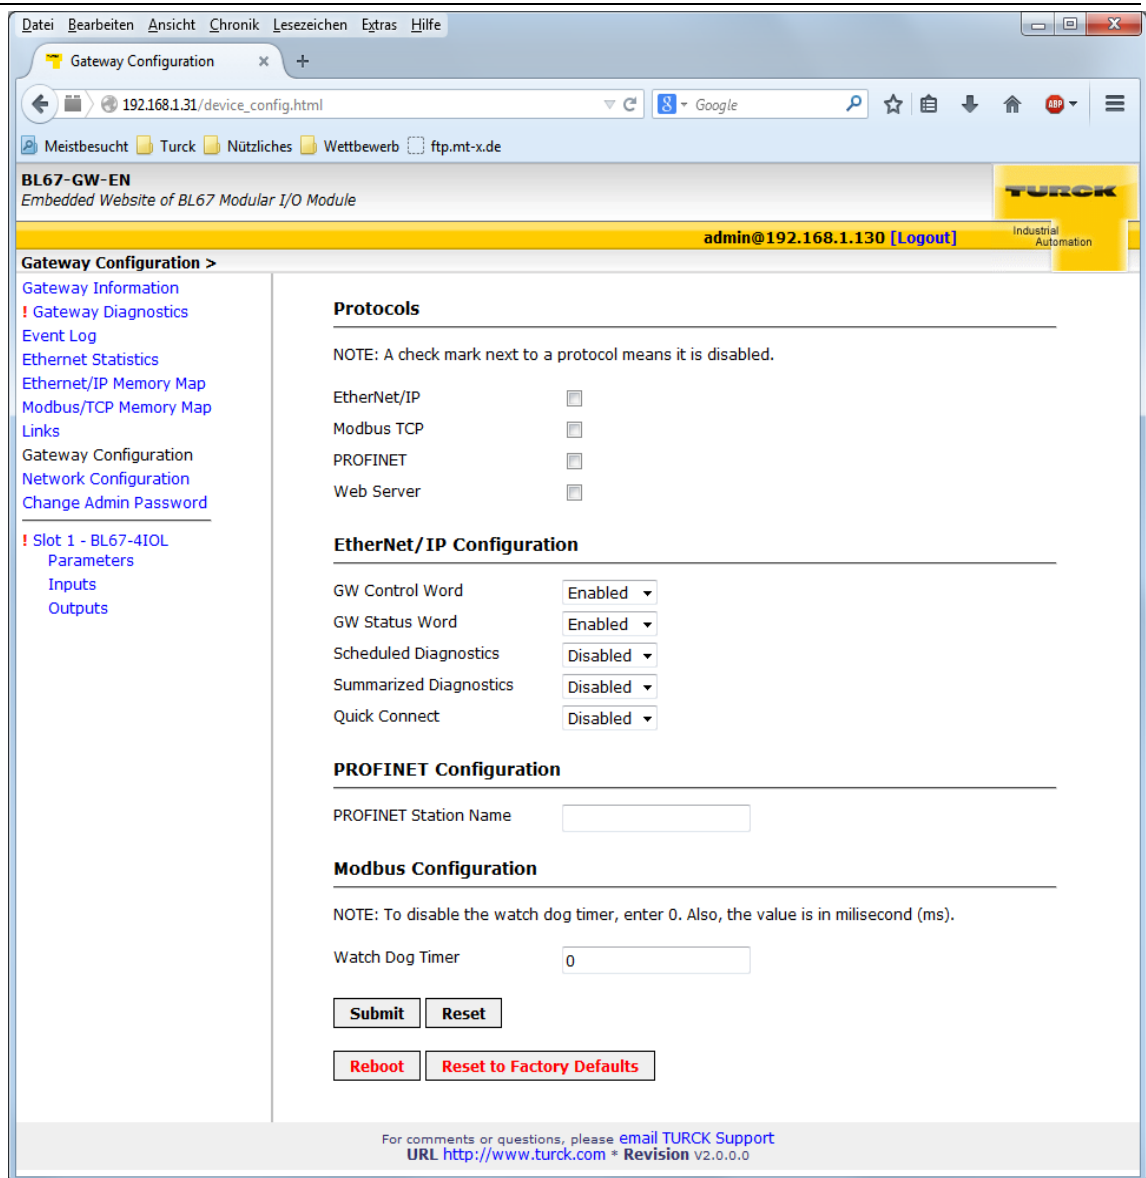 Datei Bearbeiten Ansicht Chronik Lesezeichen Extras Hilfe
Gateway Configuration
192.168.1.31/device_config.html
8 Google
ABP
Meistbesucht Turck Nützliches Wettbewerb ftp.mt-x.de
BL67-GW-EN
Embedded Website of BL67 Modular I/O Module
TURCK
Industrial
Automation
admin@192.168.1.130 [Logout]
Gateway Configuration >
Gateway Information
! Gateway Diagnostics
Event Log
Ethernet Statistics
Ethernet/IP Memory Map
Modbus/TCP Memory Map
Links
Gateway Configuration
Network Configuration
Change Admin Password
! Slot 1 - BL67-4IOL
Parameters
Inputs
Outputs
Protocols
NOTE: A check mark next to a protocol means it is disabled.
EtherNet/IP
Modbus TCP
PROFINET
Web Server
EtherNet/IP Configuration
GW Control Word Enabled
GW Status Word Enabled
Scheduled Diagnostics Disabled
Summarized Diagnostics Disabled
Quick Connect Disabled
PROFINET Configuration
PROFINET Station Name
Modbus Configuration
NOTE: To disable the watch dog timer, enter 0. Also, the value is in milisecond (ms).
Watch Dog Timer 0
Submit Reset
Reboot Reset to Factory Defaults
For comments or questions, please email TURCK Support
URL http://www.turck.com * Revision V2.0.0.0